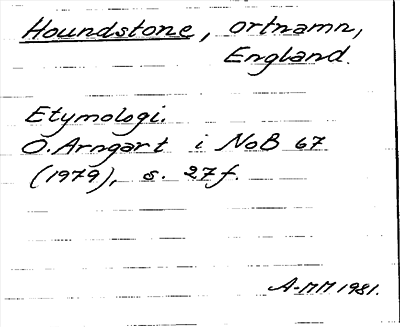 Houndstone, ortnamn,
England.
Etymologi.
O. Arngart i NoB 67
(1979), s. 27f.
A-MM 1981.